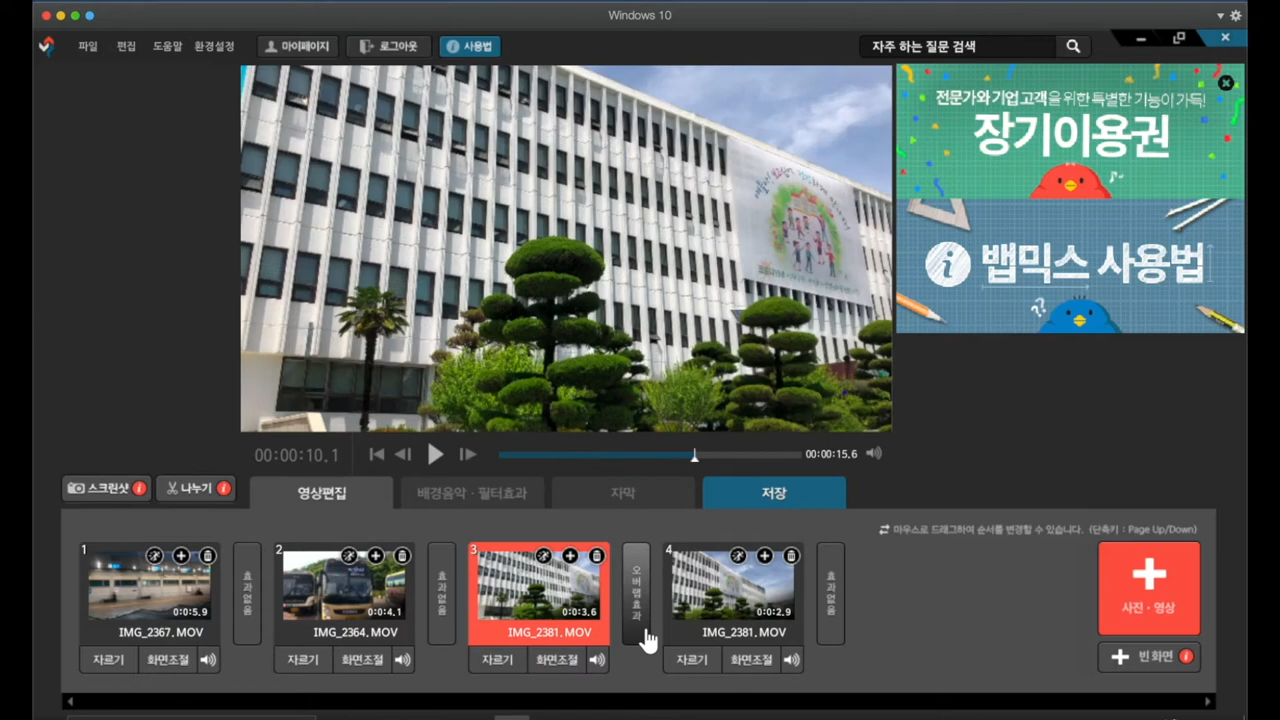 Windows 10
파일 편집 도움말 환경설정 마이페이지 로그아웃 i 사용법 자주 하는 질문 검색
전문가와 기업 고객을 위한 특별한 기능이 가득!
장기이용권
i 뱁믹스 사용법
00:00:10.1 00:00:15.6
스크린샷 i 나누기 i 영상편집 배경음악·필터효과 자막 저장
마우스로 드래그하여 순서를 변경할 수 있습니다. (단축키 : Page Up/Down)
1 2 3 4
효과없음 효과없음 오버랩효과 효과없음
0:0:5.9 0:0:4.1 0:0:3.6 0:0:2.9
사진·영상
IMG_2367.MOV IMG_2364.MOV IMG_2381.MOV IMG_2381.MOV
자르기 화면조절 자르기 화면조절 자르기 화면조절 자르기 화면조절
빈 화면 i